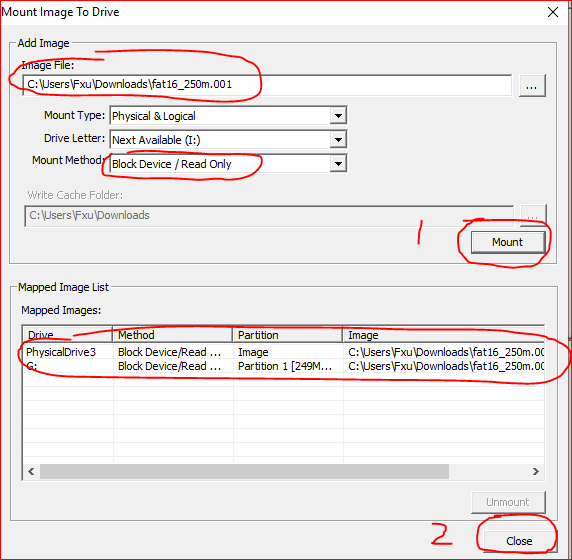 Mount Image To Drive
Add Image
Image File:
C:\Users\Fxu\Downloads\fat16_250m.001
...
Mount Type: Physical & Logical
Drive Letter: Next Available (I:)
Mount Method: Block Device / Read Only
Write Cache Folder:
C:\Users\Fxu\Downloads
...
1 Mount
Mapped Image List
Mapped Images:
Drive Method Partition Image
PhysicalDrive3 Block Device/Read ... Image C:\Users\Fxu\Downloads\fat16_250m.00
G: Block Device/Read ... Partition 1 [249M... C:\Users\Fxu\Downloads\fat16_250m.00
Unmount
2 Close